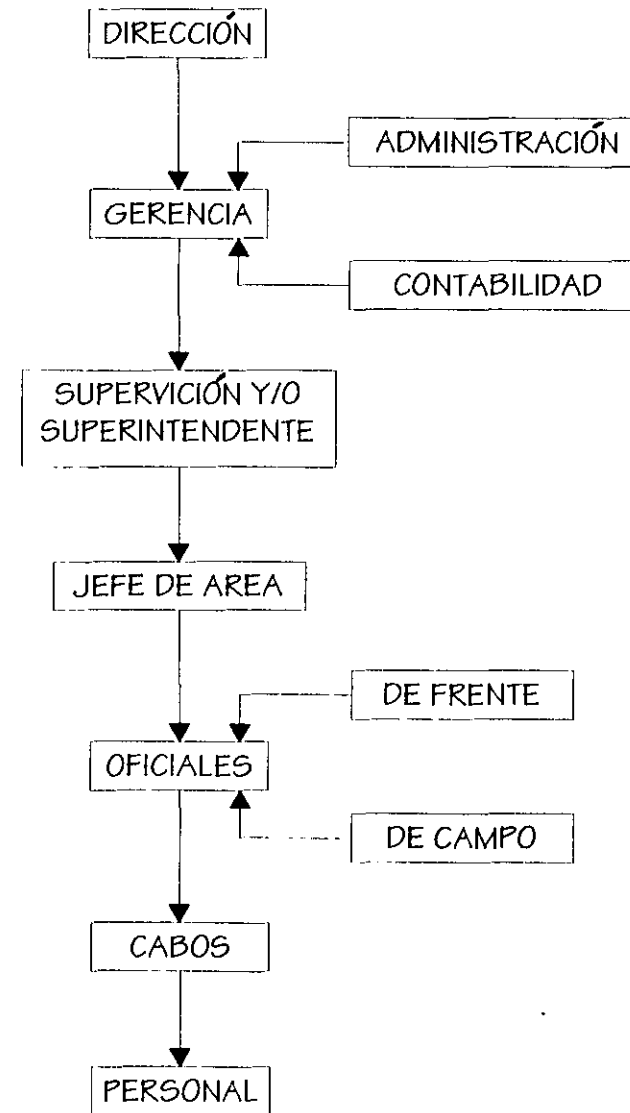 DIRECCIÓN
ADMINISTRACIÓN
GERENCIA
CONTABILIDAD
SUPERVICIÓN Y/O
SUPERINTENDENTE
JEFE DE AREA
DE FRENTE
OFICIALES
DE CAMPO
CABOS
PERSONAL